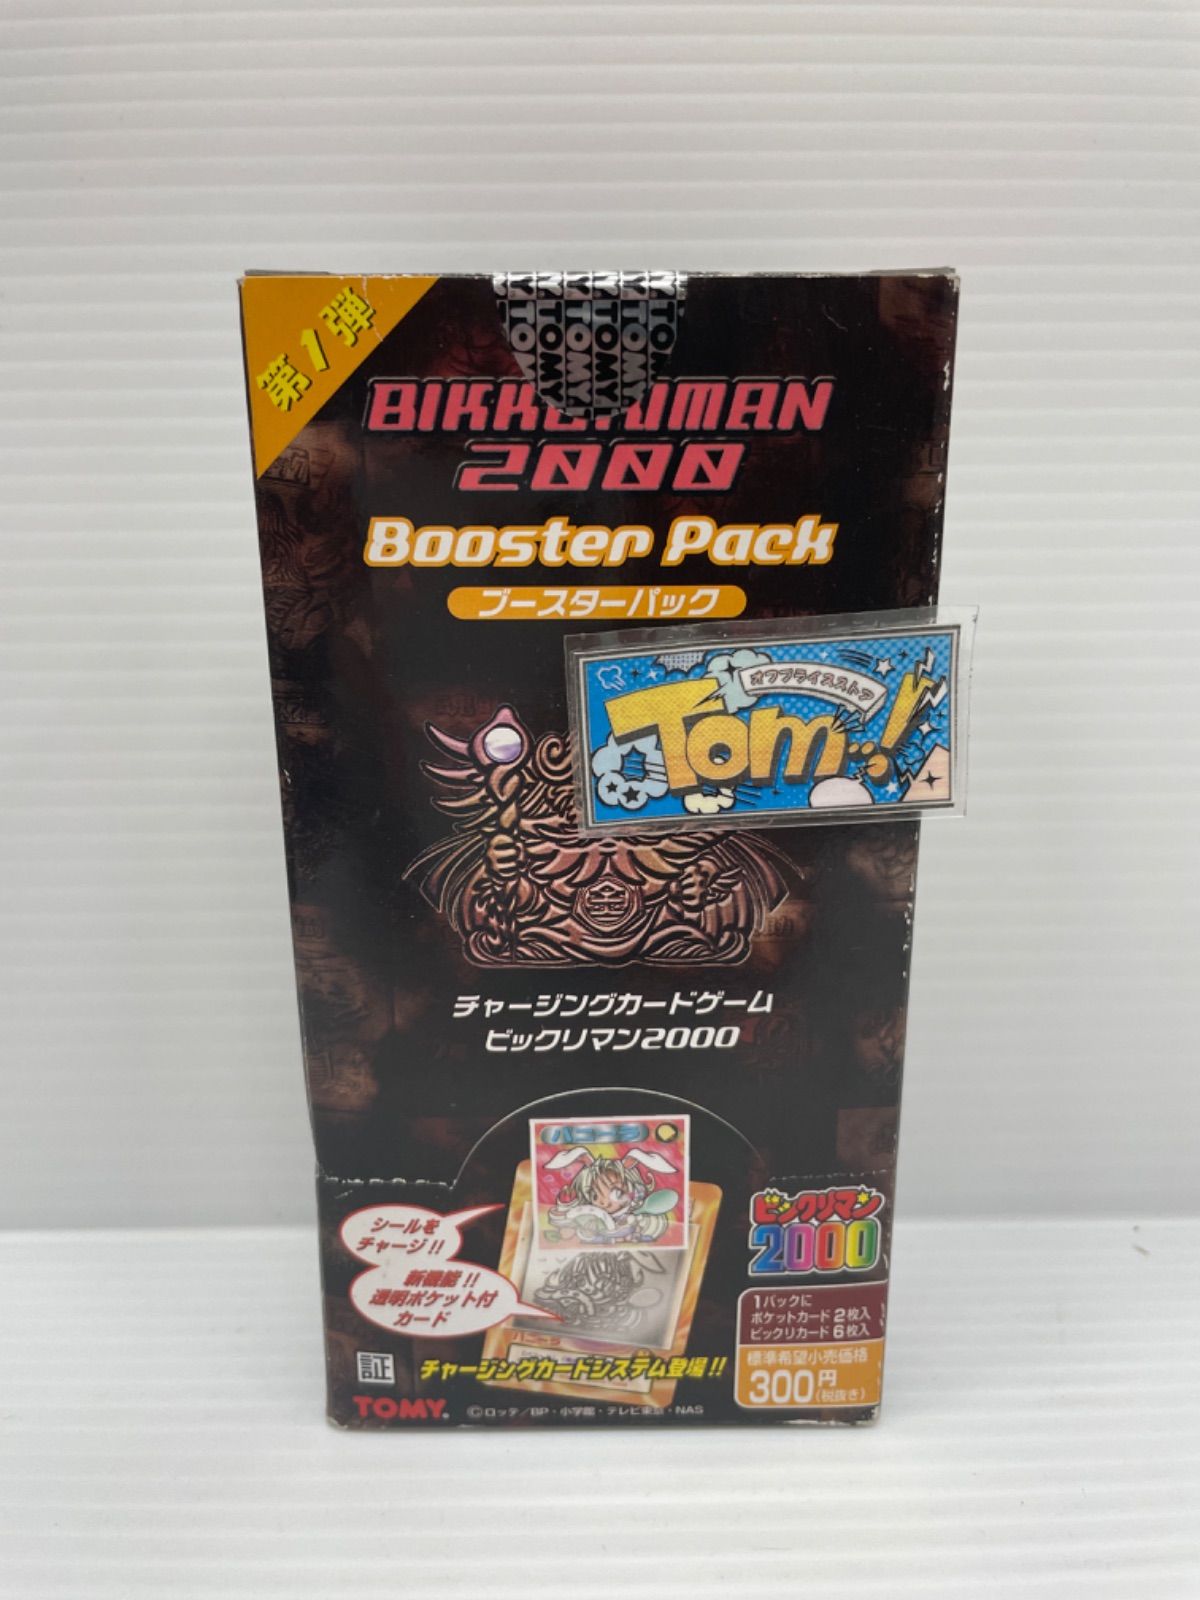 第1弾
TOMY.
BIKKURIMAN
2000
Booster Pack
ブースターパック
オフプライスストア
Tom..!
チャージングカードゲーム
ビックリマン2000
パコーラ
シールを
チャージ!!
新機能!!
透明ポケット付
カード
ビックリマン
2000
1パックに
ポケットカード2枚入
ビックリカード6枚入
標準希望小売価格
300円
(税抜き)
チャージングカードシステム登場!!
証
TOMY.
©ロッテ/BP・小学館・テレビ東京・NAS